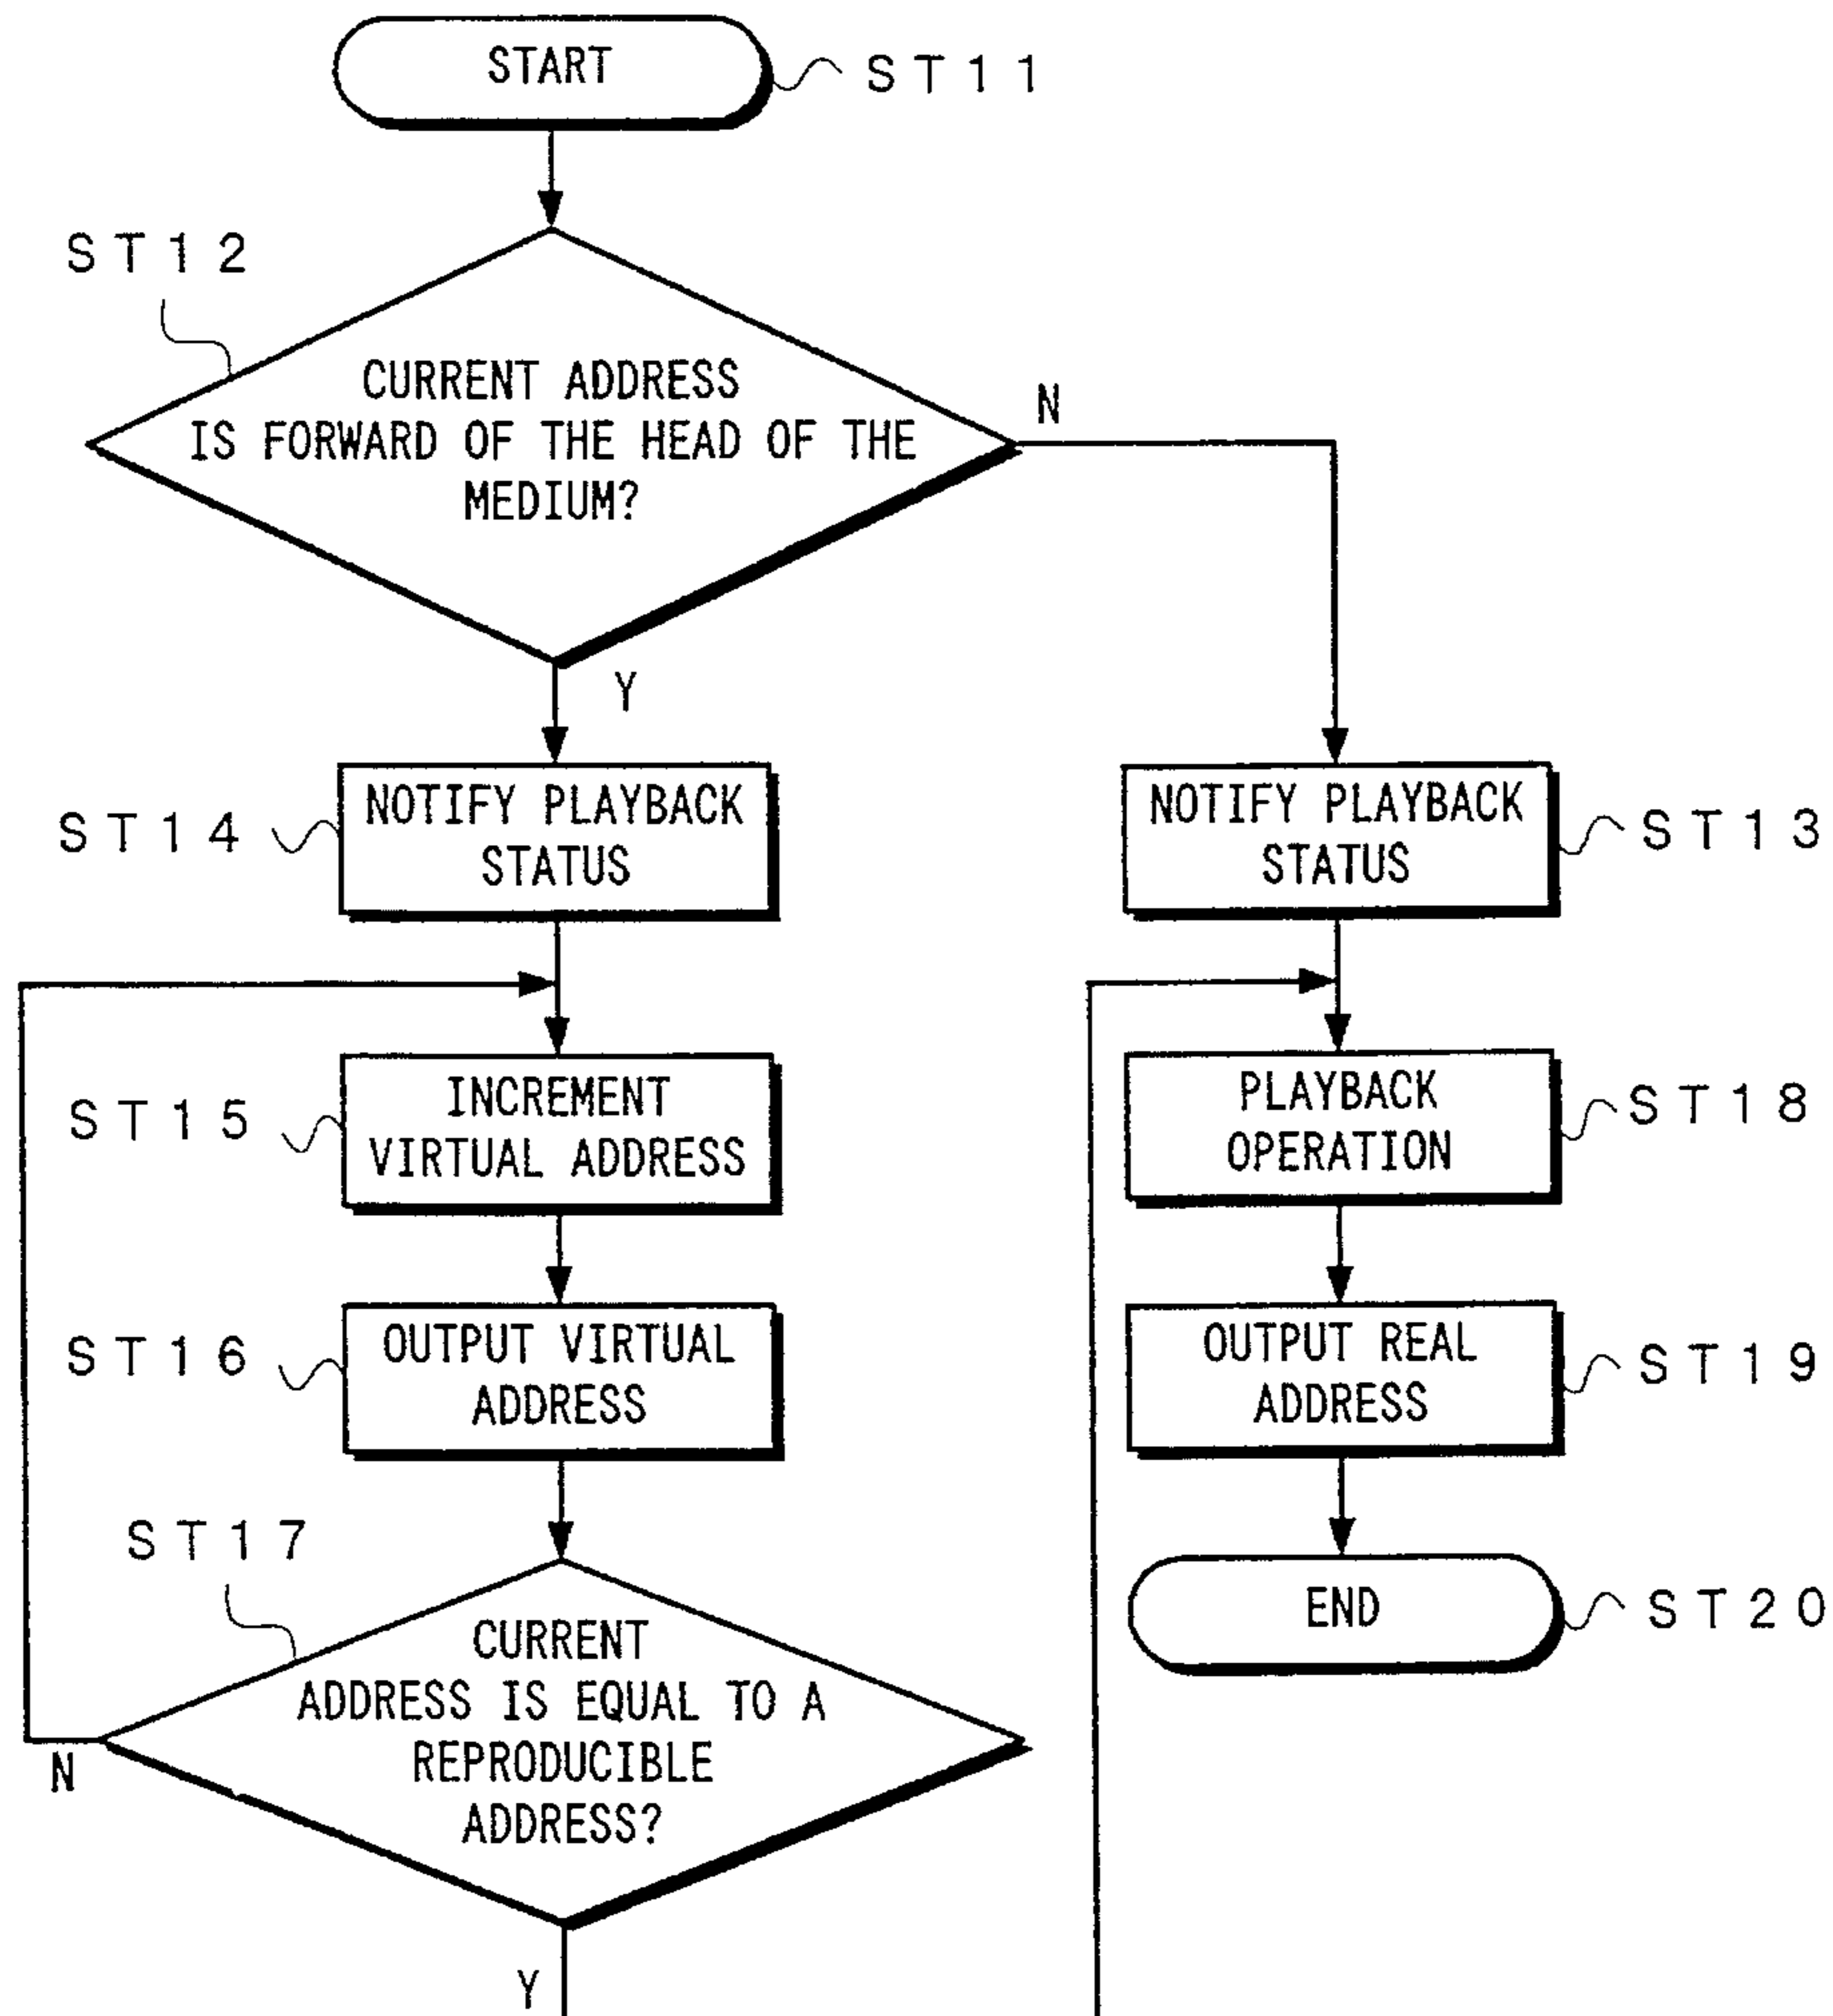 START
ST11
ST12
CURRENT ADDRESS
IS FORWARD OF THE HEAD OF THE
MEDIUM?
N
Y
NOTIFY PLAYBACK
STATUS
ST14
NOTIFY PLAYBACK
STATUS
ST13
INCREMENT
VIRTUAL ADDRESS
ST15
PLAYBACK
OPERATION
ST18
OUTPUT VIRTUAL
ADDRESS
ST16
OUTPUT REAL
ADDRESS
ST19
ST17
CURRENT
ADDRESS IS EQUAL TO A
REPRODUCIBLE
ADDRESS?
N
Y
END
ST20